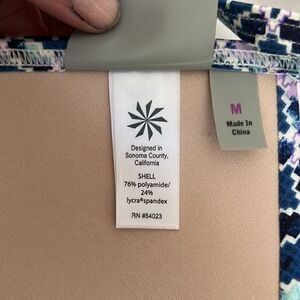 Designed in
Sonoma County,
California
SHELL
76% polyamide/
24%
lycra®spandex
RN #54023
M
Made In
China